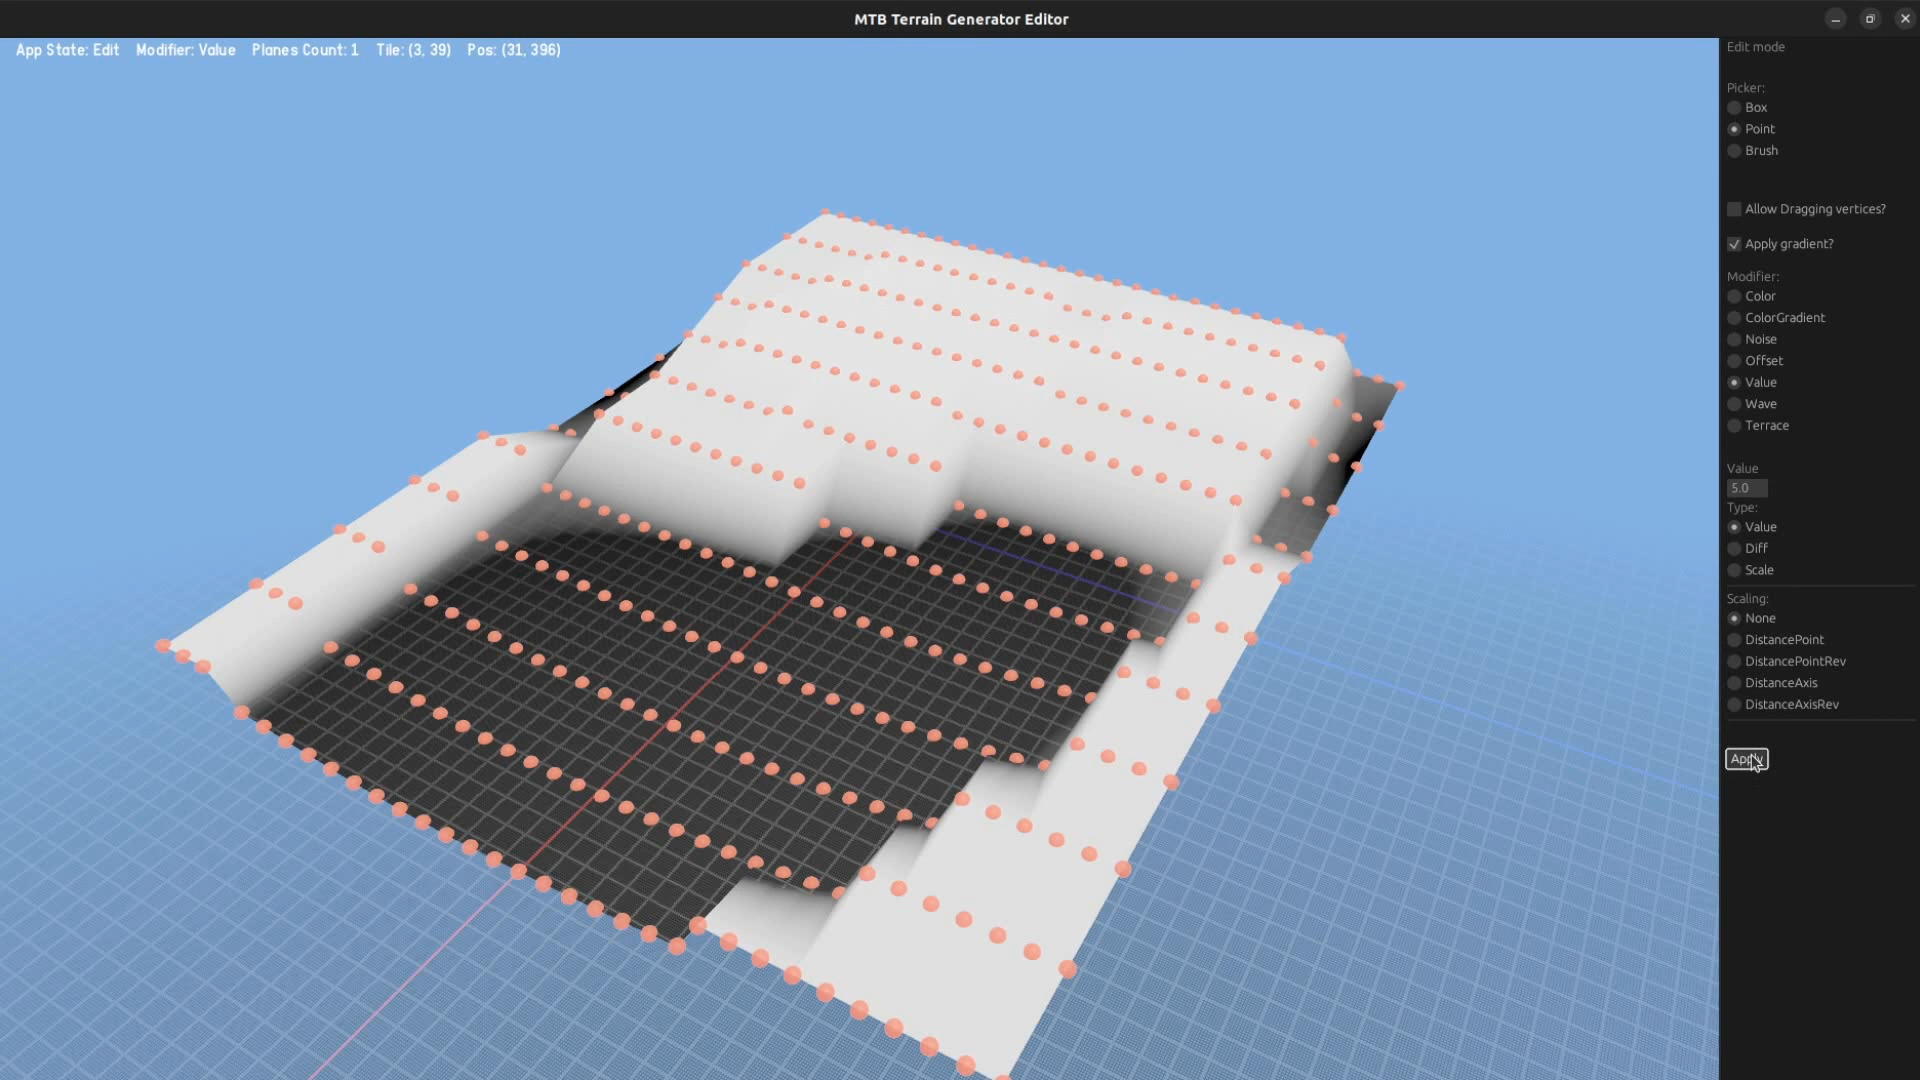 MTB Terrain Generator Editor
App State: Edit Modifier: Value Planes Count: 1 Tile: (3, 39) Pos: (31, 396)
Edit mode
Picker:
Box
Point
Brush
Allow Dragging vertices?
Apply gradient?
Modifier:
Color
ColorGradient
Noise
Offset
Value
Wave
Terrace
Value
5.0
Type:
Value
Diff
Scale
Scaling:
None
DistancePoint
DistancePointRev
DistanceAxis
DistanceAxisRev
Apply